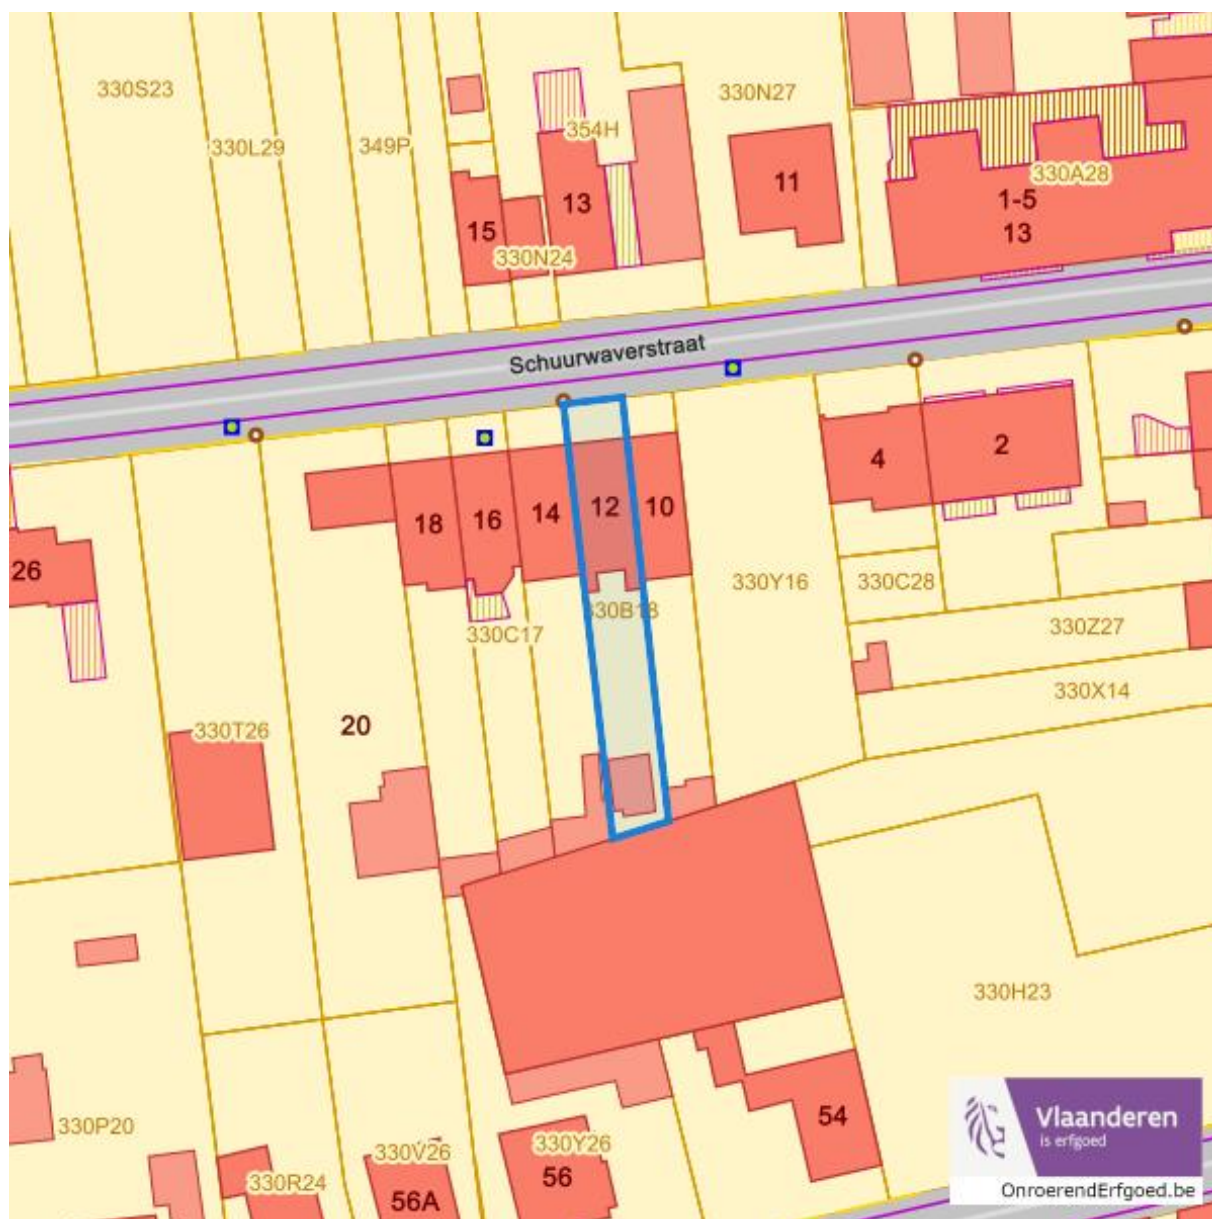 330S23
330L29
349P
354H
330N27
330A28
11
1-5
13
13
15
330N24
Schuurwaverstraat
4
2
12
10
14
16
18
26
330Y16
330C28
330B18
330C17
330Z27
330X14
20
330T26
330H23
330P20
330R24
330V26
330Y26
54
56
56A
Vlaanderen
is erfgoed
OnroerendErfgoed.be